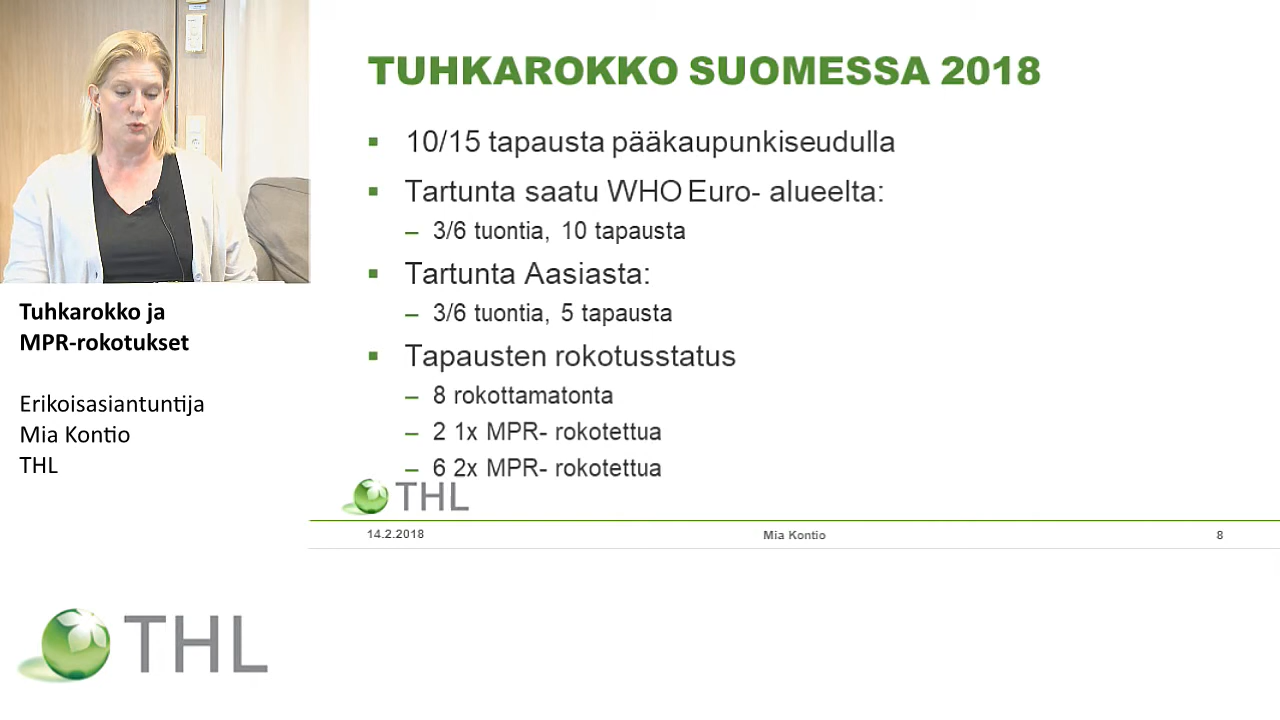 TUHKAROKKO SUOMESSA 2018
▪ 10/15 tapausta pääkaupunkiseudulla
▪ Tartunta saatu WHO Euro- alueelta:
– 3/6 tuontia, 10 tapausta
▪ Tartunta Aasiasta:
– 3/6 tuontia, 5 tapausta
▪ Tapausten rokotusstatus
– 8 rokottamatonta
– 2 1x MPR- rokotettua
– 6 2x MPR- rokotettua
THL
14.2.2018 Mia Kontio 8
Tuhkarokko ja
MPR-rokotukset
Erikoisasiantuntija
Mia Kontio
THL
THL